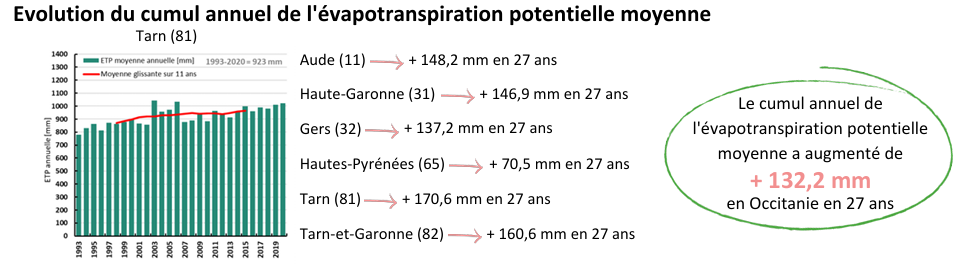 Evolution du cumul annuel de l'évapotranspiration potentielle moyenne
Tarn (81)
ETP moyenne annuelle [mm]
1993-2020 = 923 mm
Moyenne glissante sur 11 ans
ETP annuelle [mm]
1400
1300
1200
1100
1000
900
800
700
600
500
400
300
200
100
0
1993
1995
1997
1999
2001
2003
2005
2007
2009
2011
2013
2015
2017
2019
Aude (11) + 148,2 mm en 27 ans
Haute-Garonne (31) + 146,9 mm en 27 ans
Gers (32) + 137,2 mm en 27 ans
Hautes-Pyrénées (65) + 70,5 mm en 27 ans
Tarn (81) + 170,6 mm en 27 ans
Tarn-et-Garonne (82) + 160,6 mm en 27 ans
Le cumul annuel de
l'évapotranspiration potentielle
moyenne a augmenté de
+ 132,2 mm
en Occitanie en 27 ans